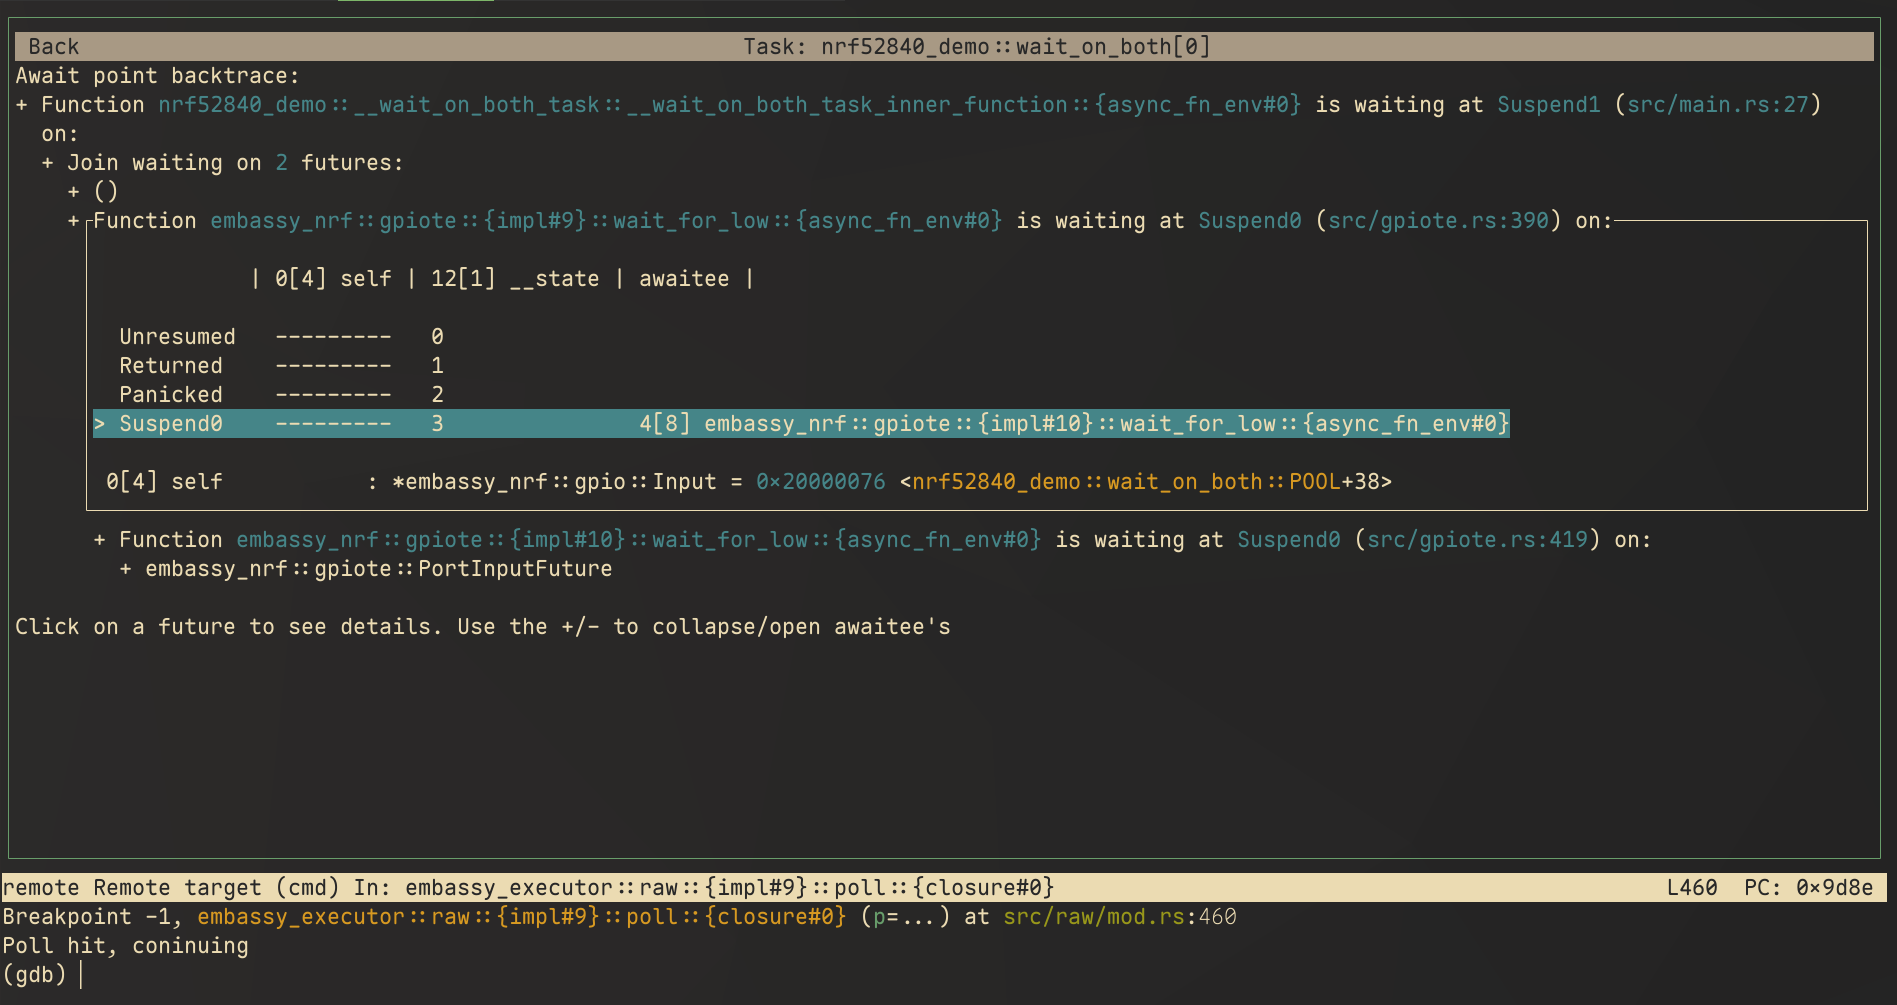 Back Task: nrf52840_demo::wait_on_both[0]
Await point backtrace:
+ Function nrf52840_demo::__wait_on_both_task::__wait_on_both_task_inner_function::{async_fn_env#0} is waiting at Suspend1 (src/main.rs:27)
on:
+ Join waiting on 2 futures:
+ ()
+ Function embassy_nrf::gpiote::{impl#9}::wait_for_low::{async_fn_env#0} is waiting at Suspend0 (src/gpiote.rs:390) on:
| 0[4] self | 12[1] __state | awaitee |
Unresumed --------- 0
Returned --------- 1
Panicked --------- 2
> Suspend0 --------- 3 4[8] embassy_nrf::gpiote::{impl#10}::wait_for_low::{async_fn_env#0}
0[4] self : *embassy_nrf::gpio::Input = 0x20000076 <nrf52840_demo::wait_on_both::POOL+38>
+ Function embassy_nrf::gpiote::{impl#10}::wait_for_low::{async_fn_env#0} is waiting at Suspend0 (src/gpiote.rs:419) on:
+ embassy_nrf::gpiote::PortInputFuture
Click on a future to see details. Use the +/- to collapse/open awaitee's
remote Remote target (cmd) In: embassy_executor::raw::{impl#9}::poll::{closure#0} L460 PC: 0x9d8e
Breakpoint -1, embassy_executor::raw::{impl#9}::poll::{closure#0} (p=...) at src/raw/mod.rs:460
Poll hit, coninuing
(gdb)